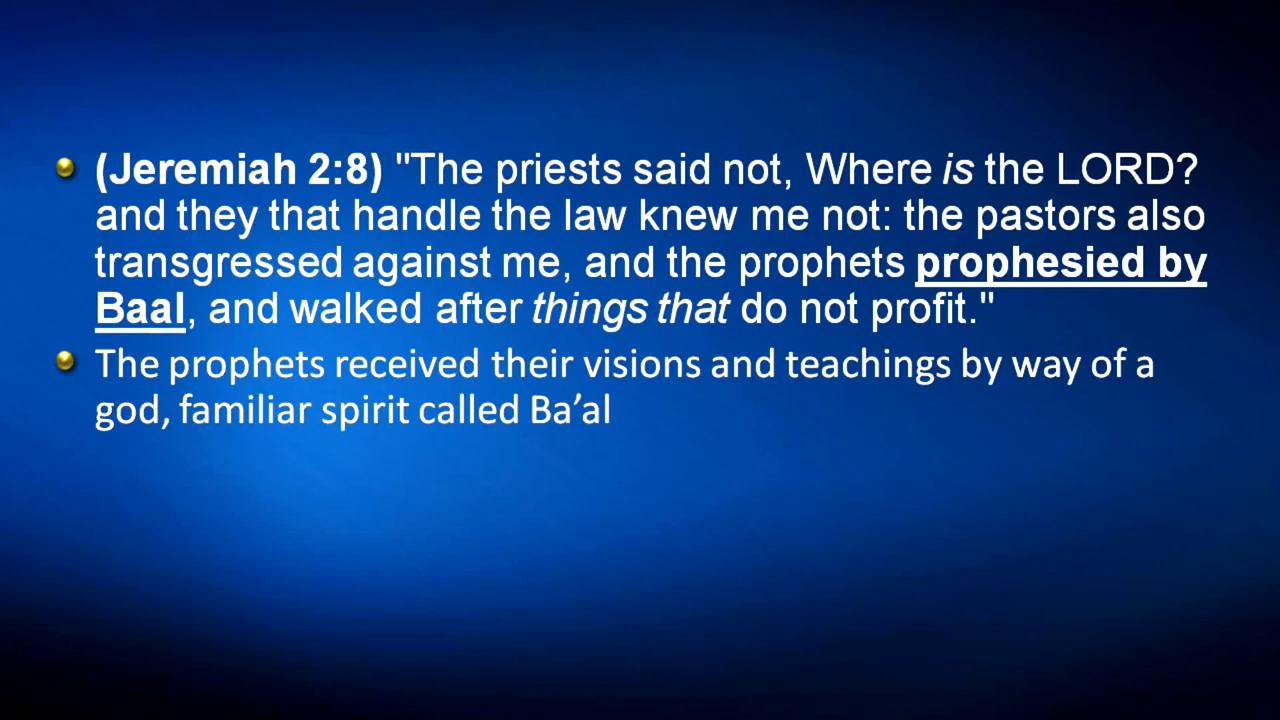 (Jeremiah 2:8) "The priests said not, Where is the LORD?
and they that handle the law knew me not: the pastors also
transgressed against me, and the prophets prophesied by
Baal, and walked after things that do not profit."
The prophets received their visions and teachings by way of a
god, familiar spirit called Ba’al